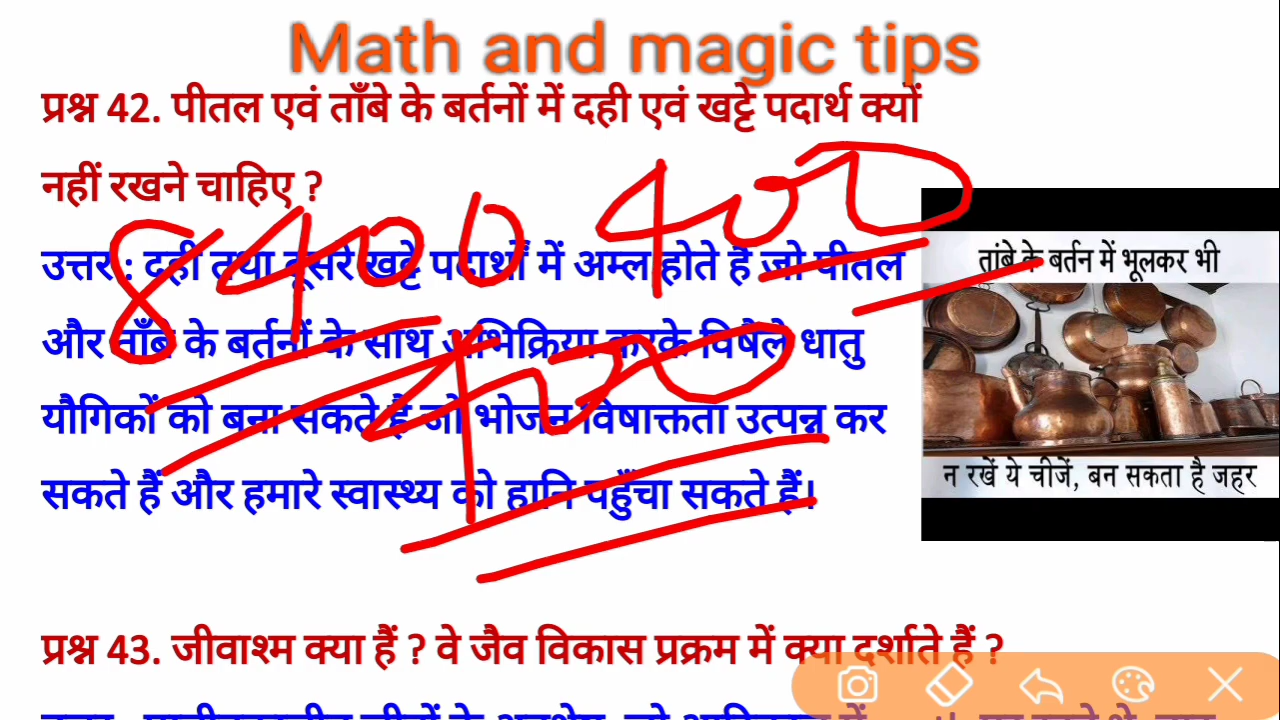 Math and magic tips
प्रश्न 42. पीतल एवं ताँबे के बर्तनों में दही एवं खट्टे पदार्थ क्यों
नहीं रखने चाहिए ?
8400 400
उत्तर : दही तथा दूसरे खट्टे पदार्थों में अम्ल होते हैं जो पीतल
और ताँबे के बर्तनों के साथ अभिक्रिया करके विषैले धातु
400
यौगिकों को बना सकते हैं जो भोजन विषाक्तता उत्पन्न कर
सकते हैं और हमारे स्वास्थ्य को हानि पहुँचा सकते हैं।
तांबे के बर्तन में भूलकर भी
न रखें ये चीजें, बन सकता है जहर
प्रश्न 43. जीवाश्म क्या हैं ? वे जैव विकास प्रक्रम में क्या दर्शाते हैं ?